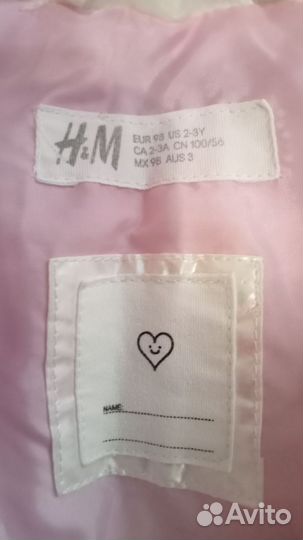 H&M
EUR 98 US 2-3Y
CA 2-3A CN 100/56
MX 98 AUS 3
NAME:
Avito